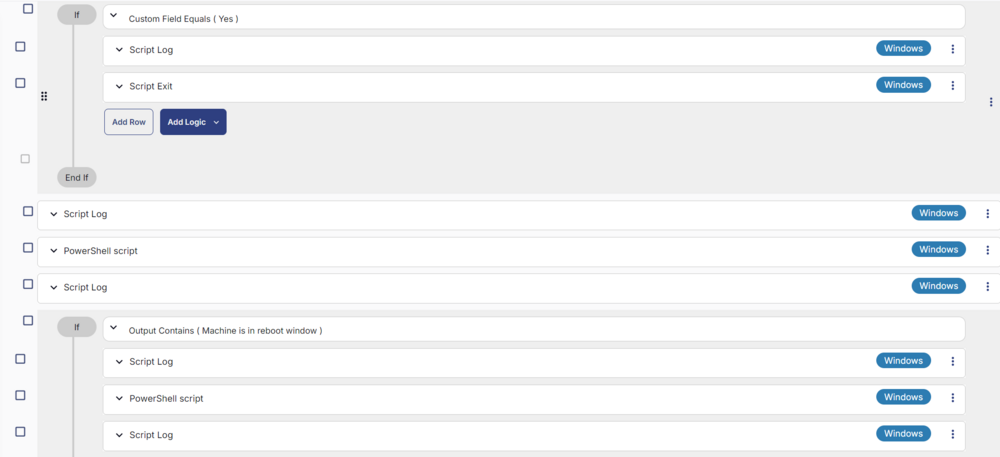 If
Custom Field Equals ( Yes )
Script Log Windows
Script Exit Windows
Add Row Add Logic
End If
Script Log Windows
PowerShell script Windows
Script Log Windows
If
Output Contains ( Machine is in reboot window )
Script Log Windows
PowerShell script Windows
Script Log Windows